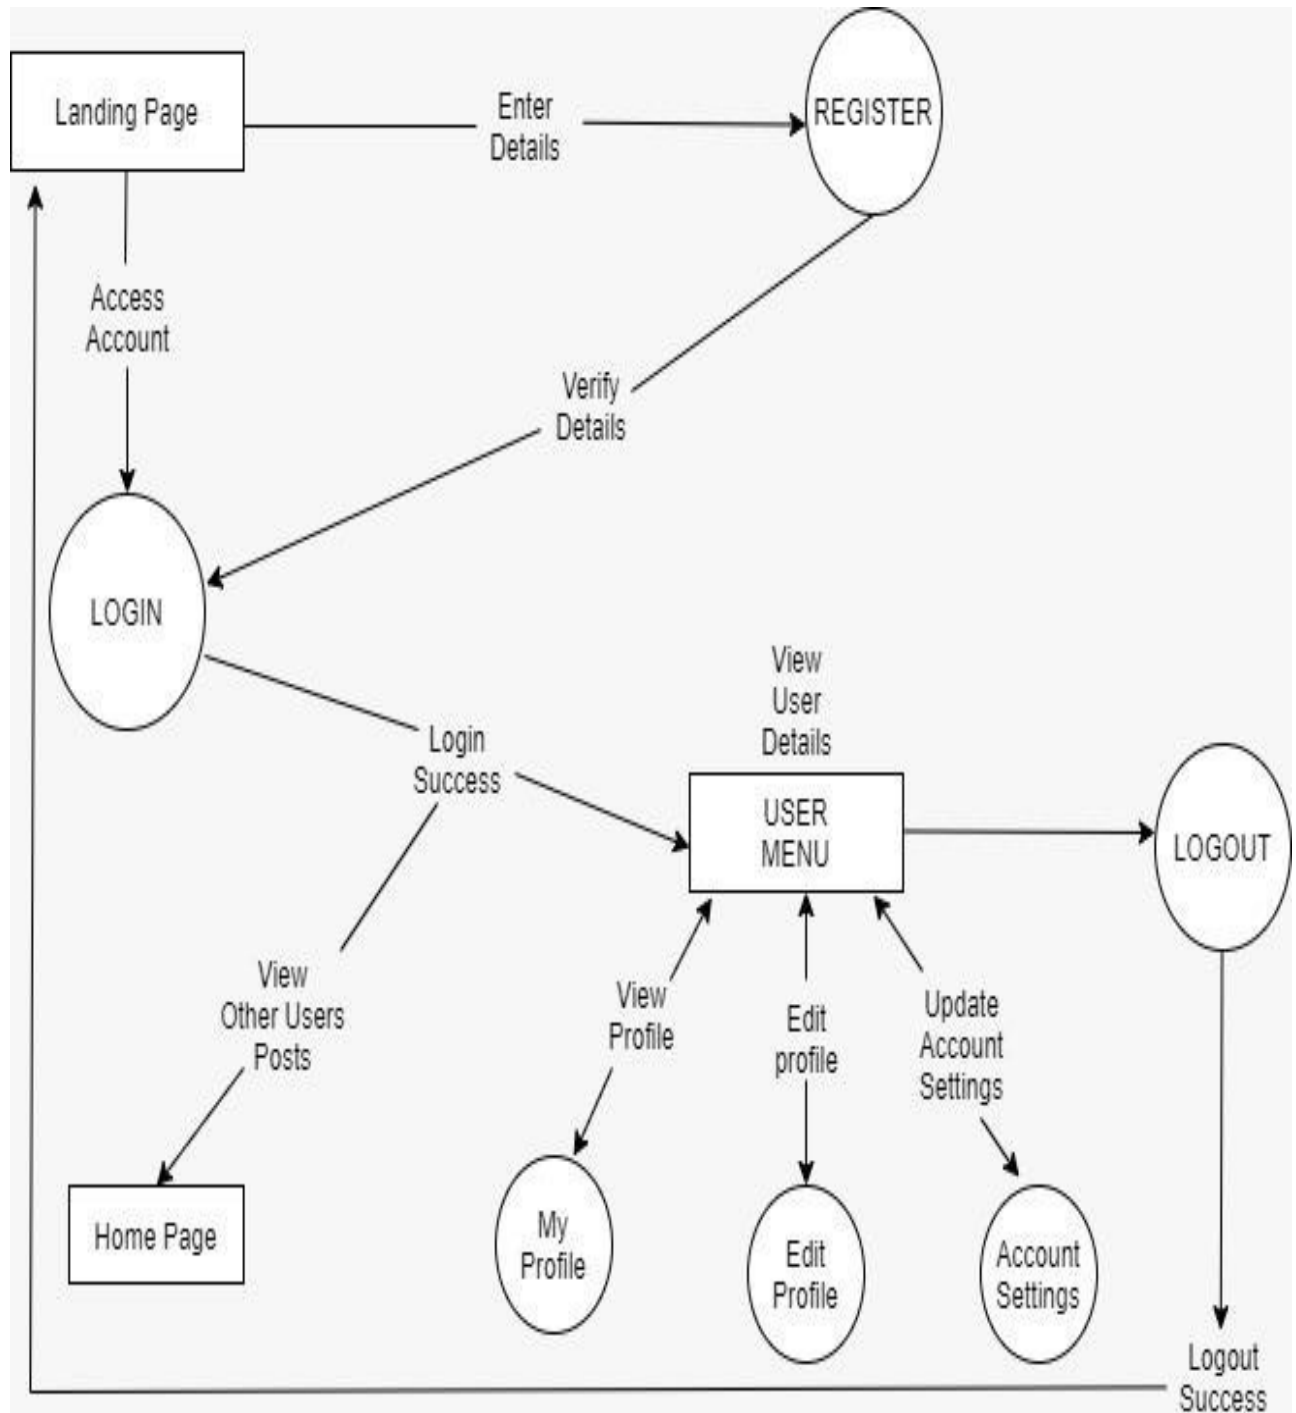 Landing Page
Enter
Details
REGISTER
Access
Account
Verify
Details
LOGIN
View
User
Details
Login
Success
USER
MENU
LOGOUT
View
Other Users
Posts
View
Profile
Edit
profile
Update
Account
Settings
Home Page
My
Profile
Edit
Profile
Account
Settings
Logout
Success